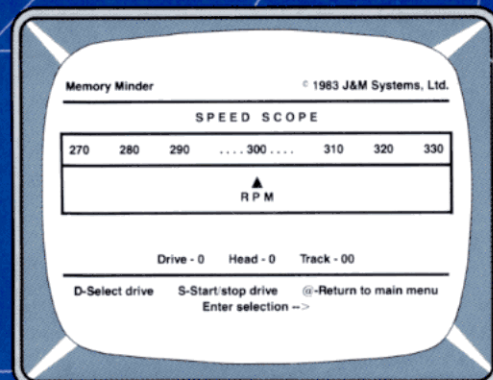 Memory Minder © 1983 J&M Systems, Ltd.
SPEED SCOPE
270 280 290 ....300.... 310 320 330
▲
RPM
Drive - 0 Head - 0 Track - 00
D-Select drive S-Start/stop drive @-Return to main menu
Enter selection -->